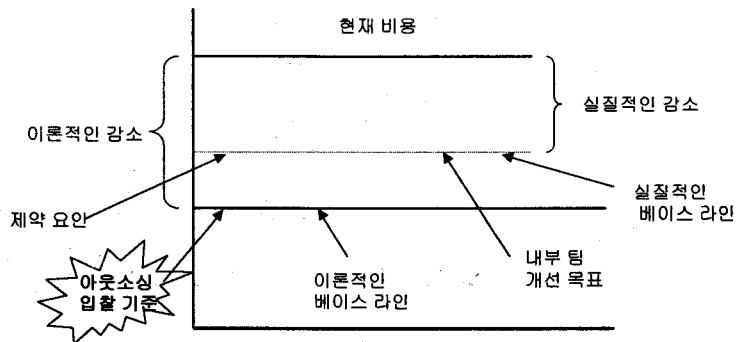 현재 비용
이론적인 감소
실질적인 감소
제약 요인
실질적인
베이스 라인
아웃소싱
입찰 기준
이론적인
베이스 라인
내부 팀
개선 목표